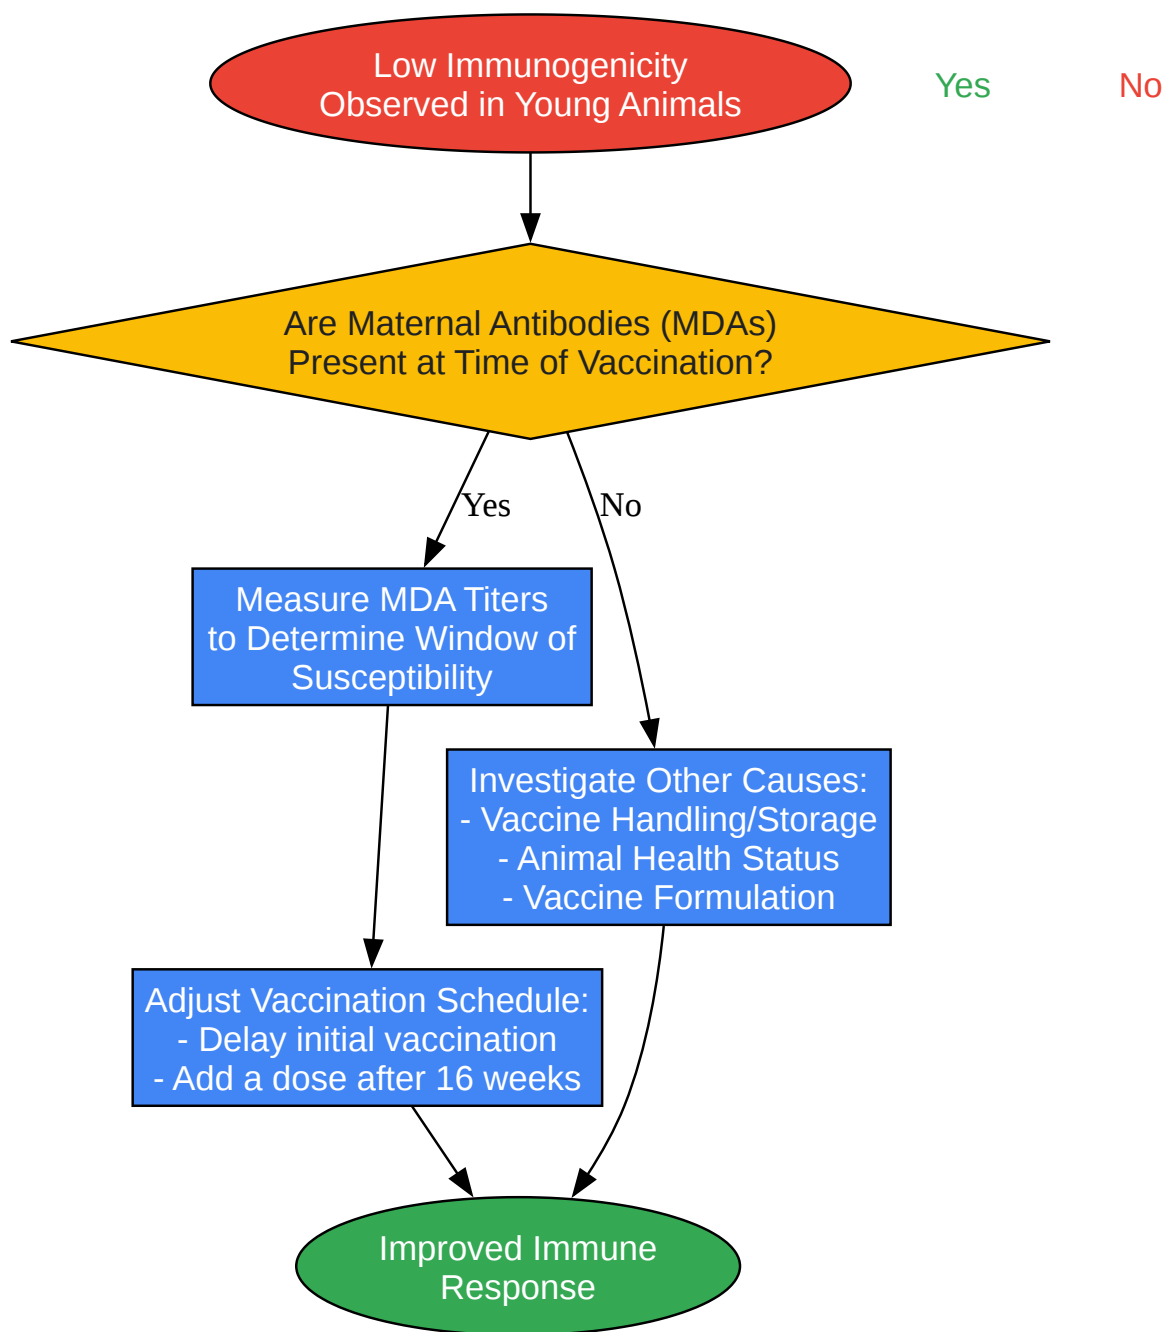 Low Immunogenicity
Observed in Young Animals
Yes
No
Are Maternal Antibodies (MDAs)
Present at Time of Vaccination?
Yes
No
Measure MDA Titers
to Determine Window of
Susceptibility
Investigate Other Causes:
- Vaccine Handling/Storage
- Animal Health Status
- Vaccine Formulation
Adjust Vaccination Schedule:
- Delay initial vaccination
- Add a dose after 16 weeks
Improved Immune
Response